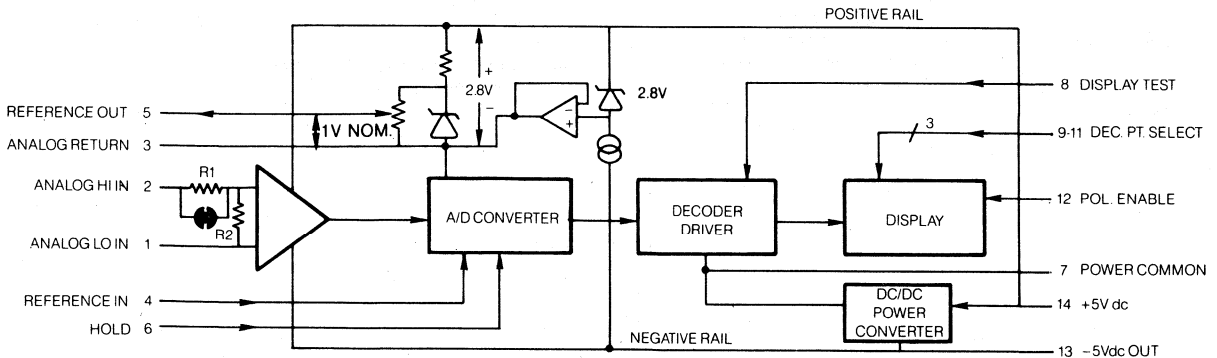 POSITIVE RAIL
+
2.8V
−
2.8V
8 DISPLAY TEST
REFERENCE OUT 5
1V NOM.
−
+
3
9-11 DEC. PT. SELECT
ANALOG RETURN 3
R1
ANALOG HI IN 2
R2
ANALOG LO IN 1
A/D CONVERTER
DECODER
DRIVER
DISPLAY
12 POL. ENABLE
7 POWER COMMON
REFERENCE IN 4
HOLD 6
DC/DC
POWER
CONVERTER
14 +5V dc
NEGATIVE RAIL
13 −5Vdc OUT